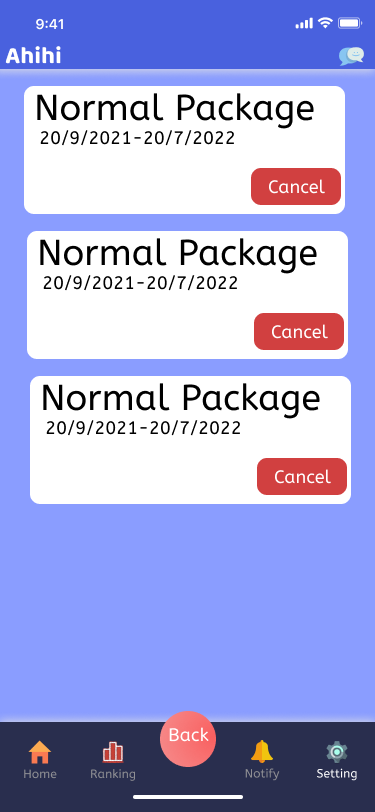 9:41
Ahihi
Normal Package
20/9/2021-20/7/2022
Cancel
Normal Package
20/9/2021-20/7/2022
Cancel
Normal Package
20/9/2021-20/7/2022
Cancel
Back
Home
Ranking
Notify
Setting